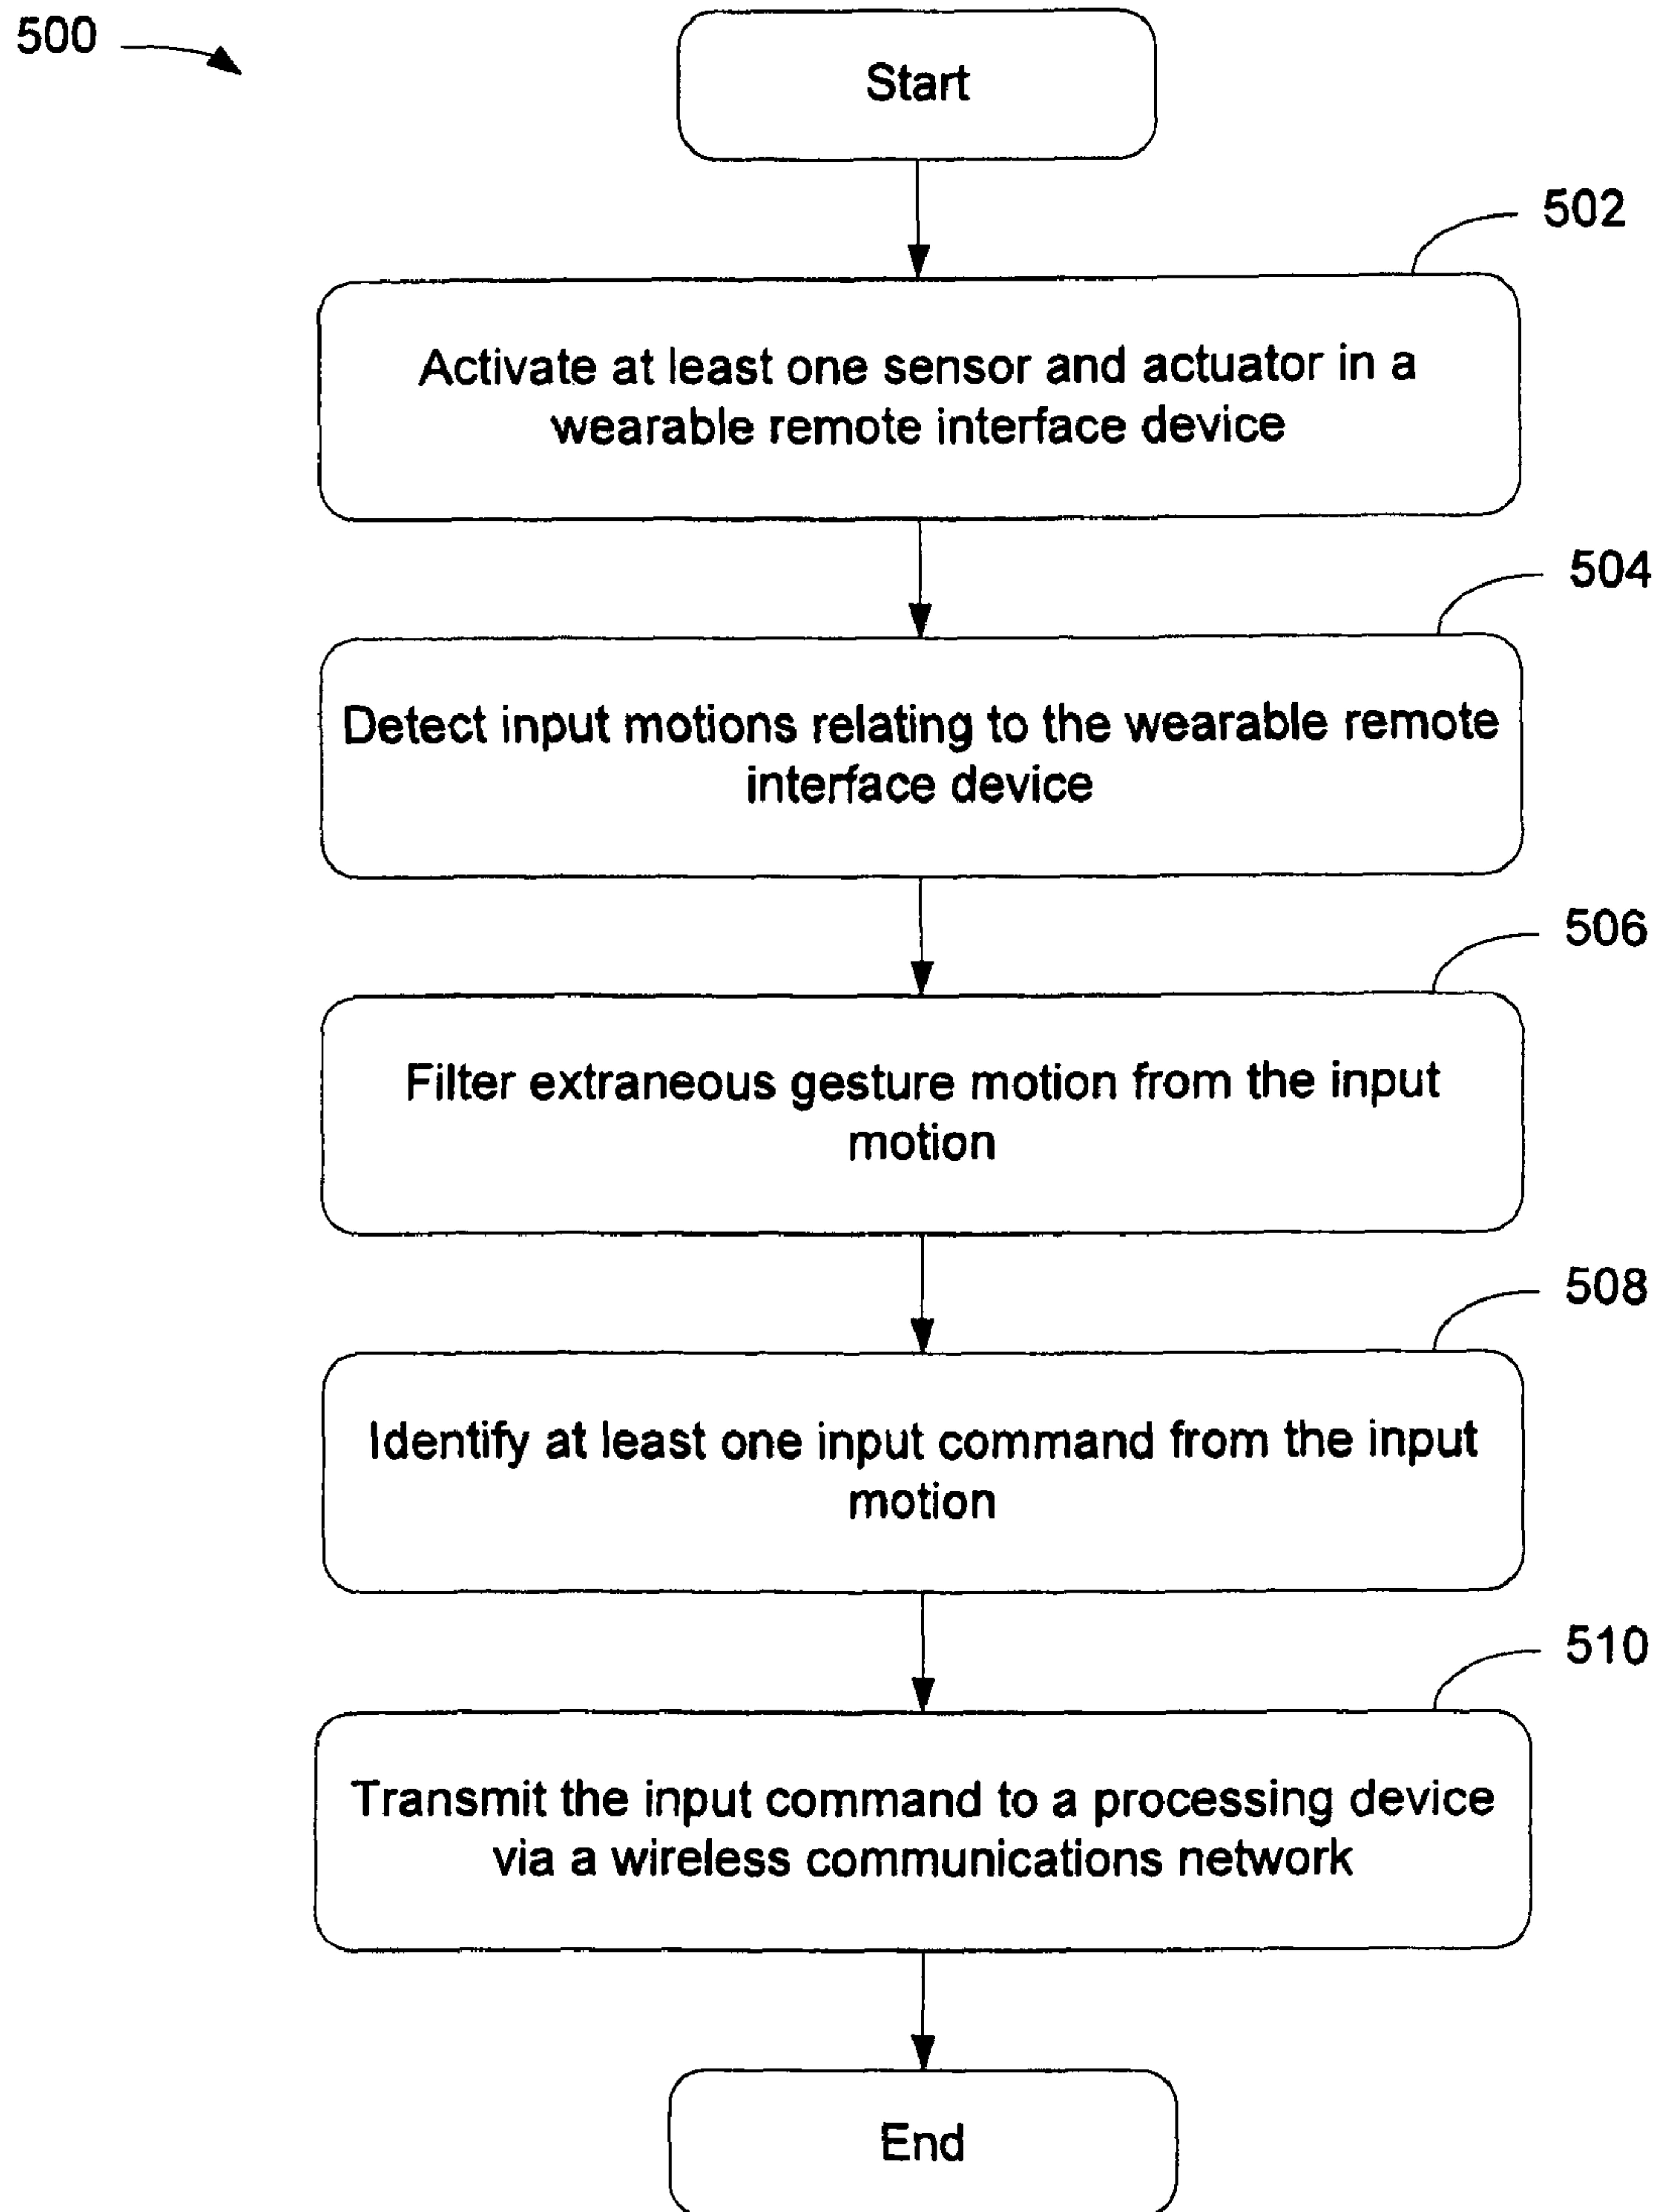 500
Start
502
Activate at least one sensor and actuator in a
wearable remote interface device
504
Detect input motions relating to the wearable remote
interface device
506
Filter extraneous gesture motion from the input
motion
508
Identify at least one input command from the input
motion
510
Transmit the input command to a processing device
via a wireless communications network
End